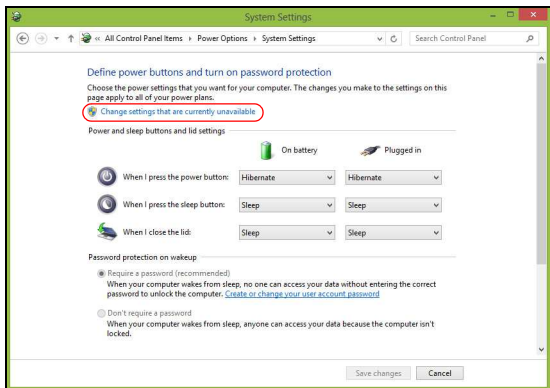 System Settings
« All Control Panel Items ▸ Power Options ▸ System Settings
Search Control Panel
Define power buttons and turn on password protection
Choose the power settings that you want for your computer. The changes you make to the settings on this
page apply to all of your power plans.
Change settings that are currently unavailable
Power and sleep buttons and lid settings
On battery Plugged in
When I press the power button: Hibernate Hibernate
When I press the sleep button: Sleep Sleep
When I close the lid: Sleep Sleep
Password protection on wakeup
Require a password (recommended)
When your computer wakes from sleep, no one can access your data without entering the correct
password to unlock the computer. Create or change your user account password
Don't require a password
When your computer wakes from sleep, anyone can access your data because the computer isn't
locked.
Save changes Cancel